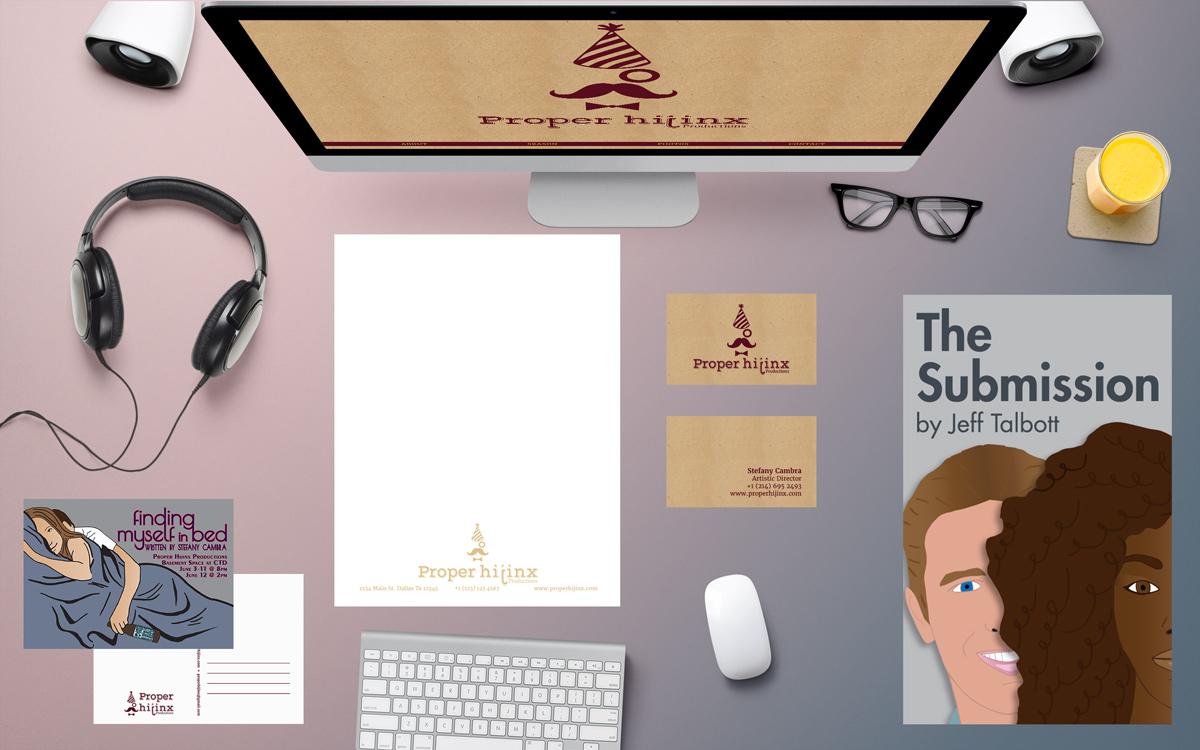 Proper hijinx
Productions
ABOUT SEASON PHOTOS CONTACT
Proper hijinx
Productions
1234 Main St. Dallas Tx 12345 +1 (123) 123 4567 www.properhijinx.com
Proper hijinx
Productions
Stefany Cambra
Artistic Director
+1 (214) 695 2493
www.properhijinx.com
The
Submission
by Jeff Talbott
finding
myself in bed
WRITTEN BY STEFANY CAMBRA
PROPER HIJINX PRODUCTIONS
BASEMENT SPACE AT CTD
JUNE 3-11 @ 8PM
JUNE 12 @ 2PM
Proper
hijinx
Productions